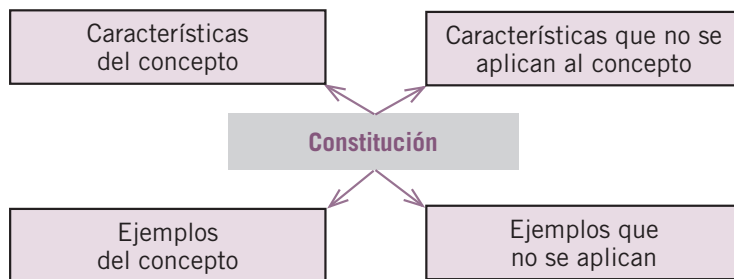 Características
del concepto
Características que no se
aplican al concepto
Constitución
Ejemplos
del concepto
Ejemplos que
no se aplican